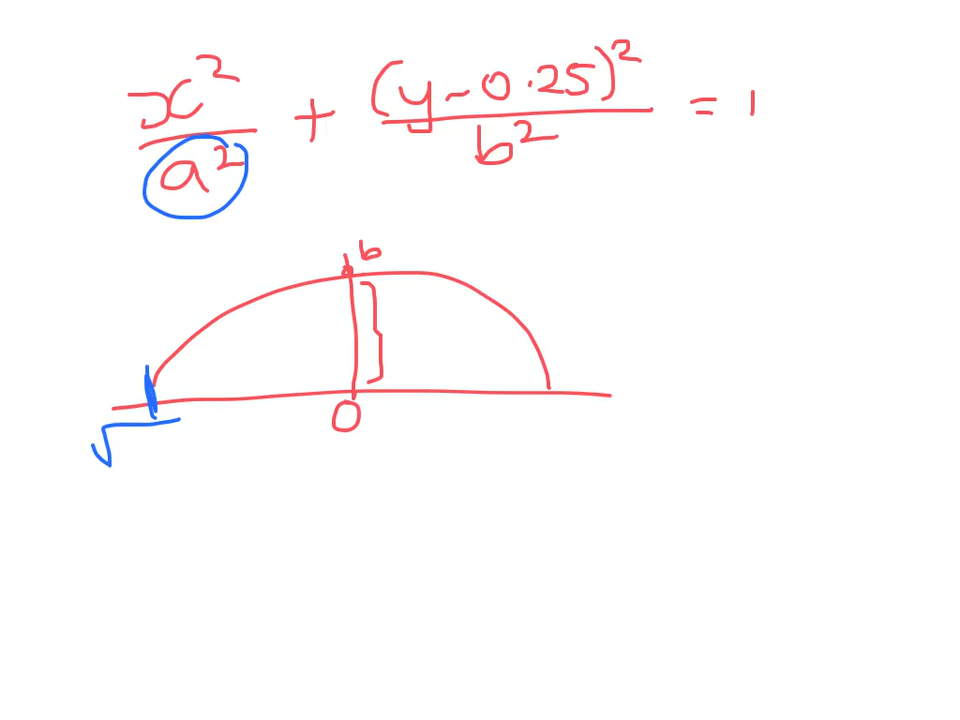 x²/a² + (y-0.25)²/b² = 1
b
0
√